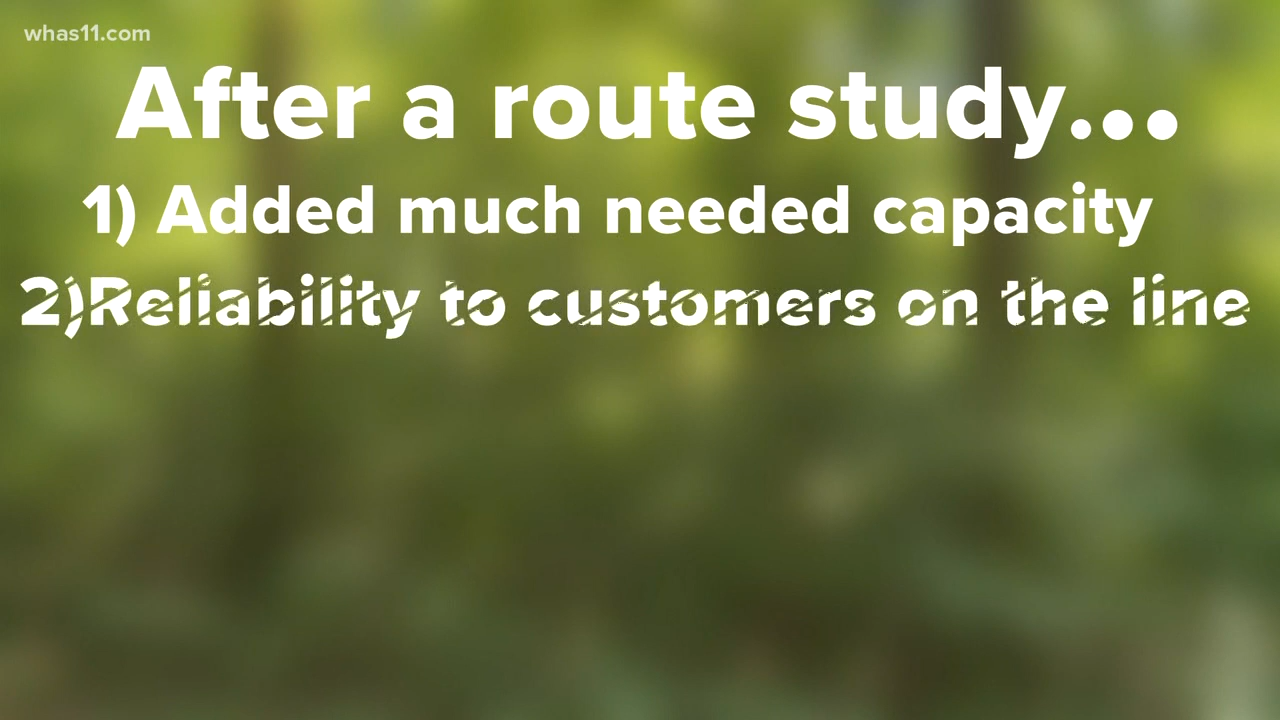 whas11.com
After a route study...
1) Added much needed capacity
2)Reliability to customers on the line